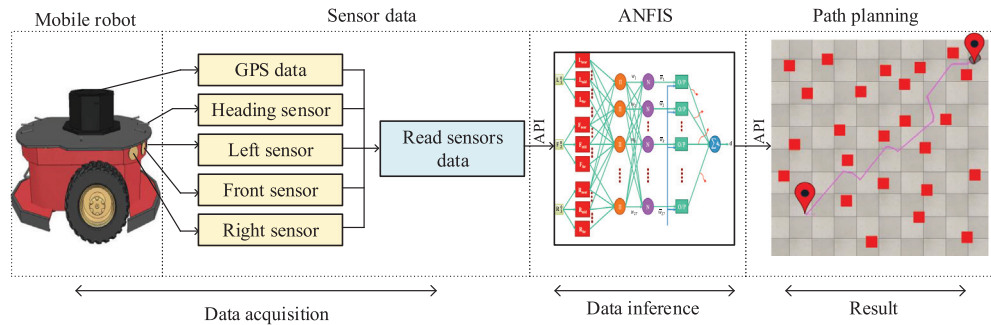 Mobile robot
Sensor data
ANFIS
Path planning
GPS data
Heading sensor
Left sensor
Front sensor
Right sensor
Read sensors
data
API
API
N
N
N
N
O/P
O/P
O/P
O/P
Data acquisition
Data inference
Result